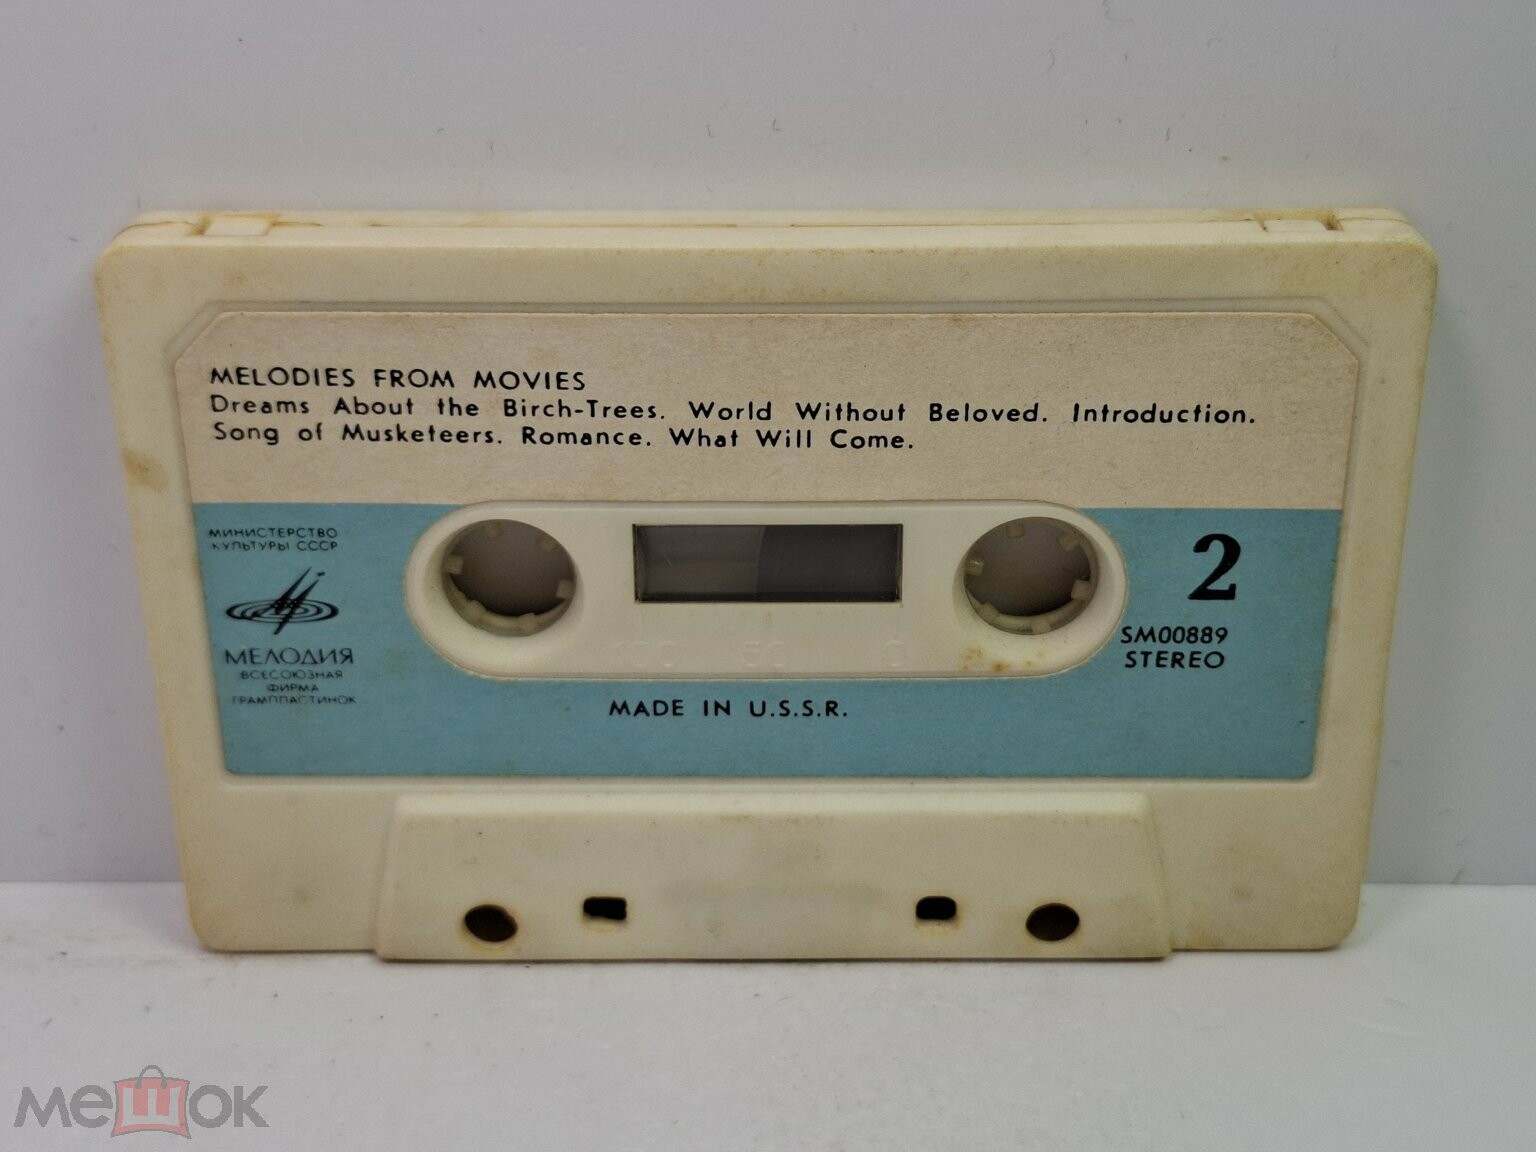 MELODIES FROM MOVIES
Dreams About the Birch-Trees. World Without Beloved. Introduction.
Song of Musketeers. Romance. What Will Come.
МИНИСТЕРСТВО
КУЛЬТУРЫ СССР
МЕЛОДИЯ
ВСЕСОЮЗНАЯ
ФИРМА
ГРАМПЛАСТИНОК
2
SM00889
STEREO
100 50 0
MADE IN U.S.S.R.
мешок